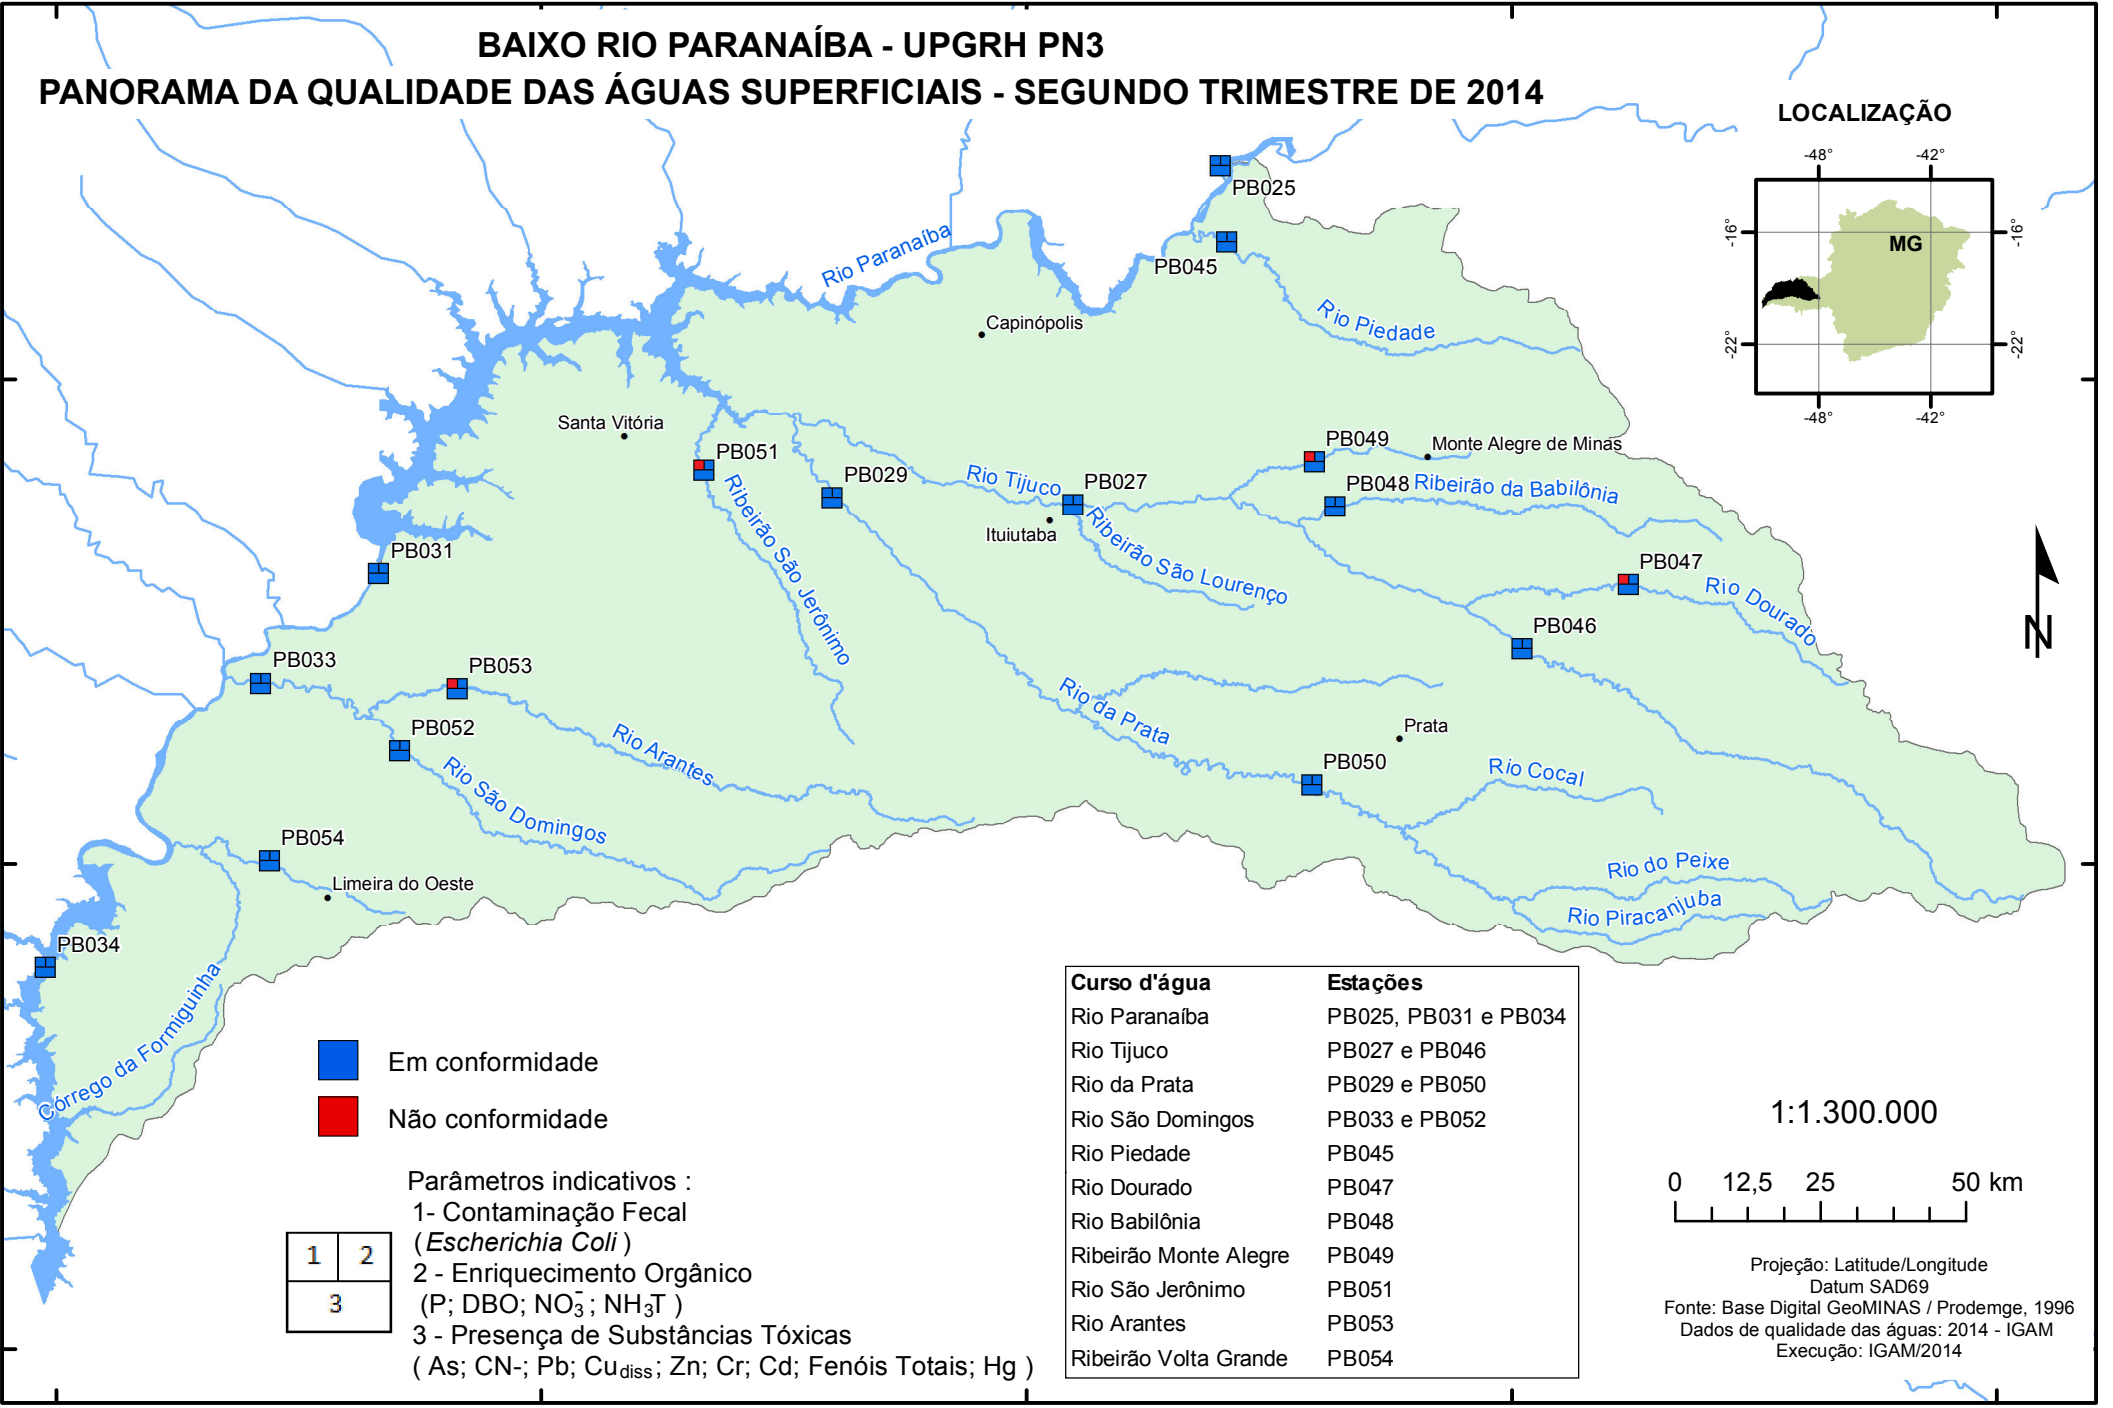 BAIXO RIO PARANAÍBA - UPGRH PN3
PANORAMA DA QUALIDADE DAS ÁGUAS SUPERFICIAIS - SEGUNDO TRIMESTRE DE 2014
LOCALIZAÇÃO
-48° -42°
-16° -16°
MG
-22° -22°
-48° -42°
PB025
Rio Paranaíba
PB045
Rio Piedade
Capinópolis
Santa Vitória
PB051
PB029
Rio Tijuco
PB027
PB049
Monte Alegre de Minas
PB048
Ribeirão da Babilônia
Ituiutaba
Ribeirão São Lourenço
Ribeirão São Jerônimo
PB031
PB047
Rio Dourado
PB046
PB033
PB053
PB052
Rio Arantes
Rio da Prata
Prata
PB050
Rio Cocal
Rio São Domingos
PB054
Limeira do Oeste
Rio do Peixe
Rio Piracanjuba
PB034
Córrego da Formiguinha
Em conformidade
Não conformidade
Parâmetros indicativos :
1- Contaminação Fecal
(Escherichia Coli )
2 - Enriquecimento Orgânico
(P; DBO; NO₃⁻; NH₃T )
3 - Presença de Substâncias Tóxicas
( As; CN-; Pb; Cu diss; Zn; Cr; Cd; Fenóis Totais; Hg )
1 2
3
Curso d'água Estações
Rio Paranaíba PB025, PB031 e PB034
Rio Tijuco PB027 e PB046
Rio da Prata PB029 e PB050
Rio São Domingos PB033 e PB052
Rio Piedade PB045
Rio Dourado PB047
Rio Babilônia PB048
Ribeirão Monte Alegre PB049
Rio São Jerônimo PB051
Rio Arantes PB053
Ribeirão Volta Grande PB054
N
1:1.300.000
0 12,5 25 50 km
Projeção: Latitude/Longitude
Datum SAD69
Fonte: Base Digital GeoMINAS / Prodemge, 1996
Dados de qualidade das águas: 2014 - IGAM
Execução: IGAM/2014